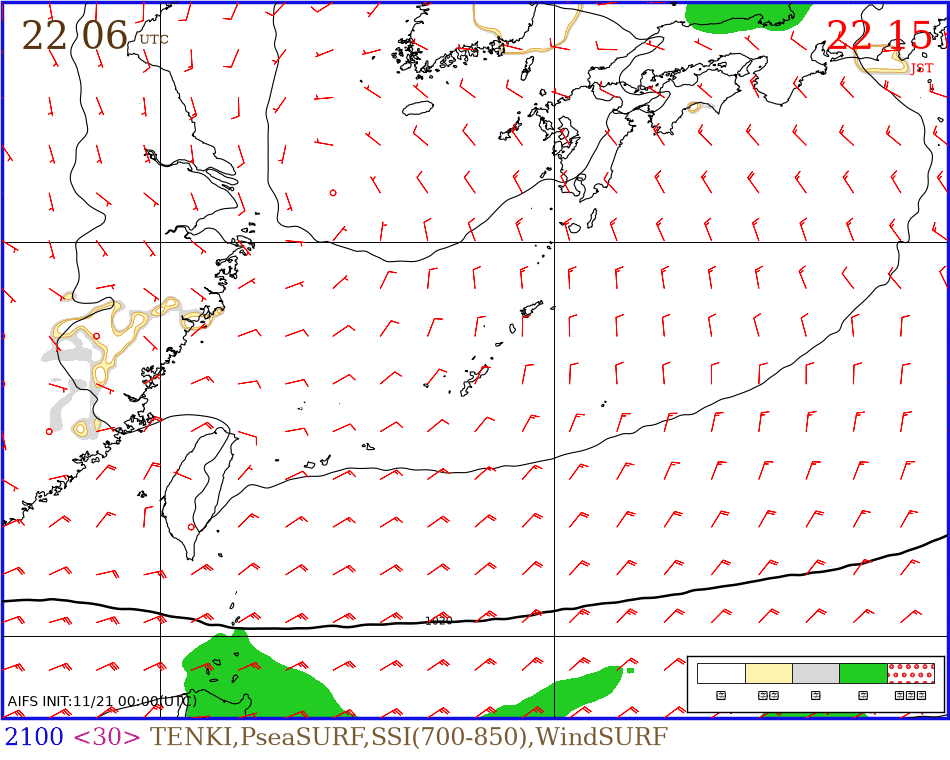 22 06 UTC
22 15 JST
1020
AIFS INIT:11/21 00:00(UTC)
2100 <30> TENKI,PseaSURF,SSI(700-850),WindSURF